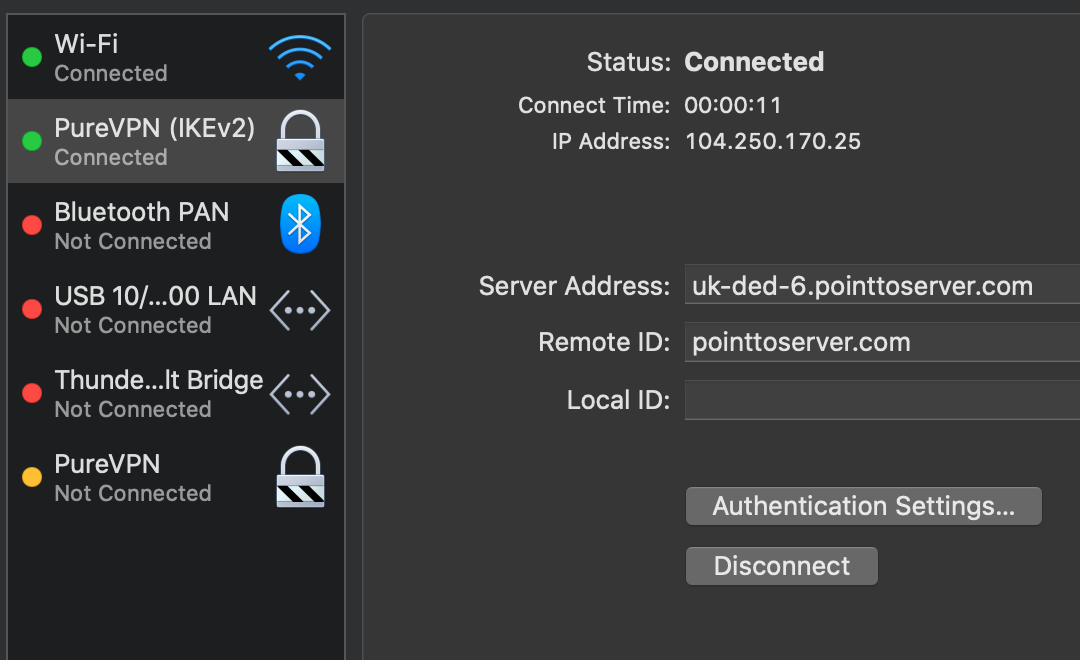 Wi-Fi
Connected
PureVPN (IKEv2)
Connected
Bluetooth PAN
Not Connected
USB 10/...00 LAN
Not Connected
Thunde...lt Bridge
Not Connected
PureVPN
Not Connected
Status: Connected
Connect Time: 00:00:11
IP Address: 104.250.170.25
Server Address: uk-ded-6.pointtoserver.com
Remote ID: pointtoserver.com
Local ID:
Authentication Settings...
Disconnect